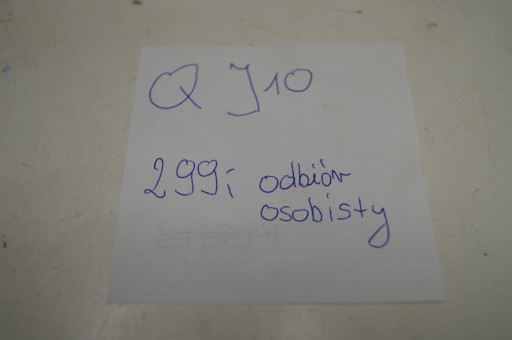 Q J10
299; odbiór
osobisty